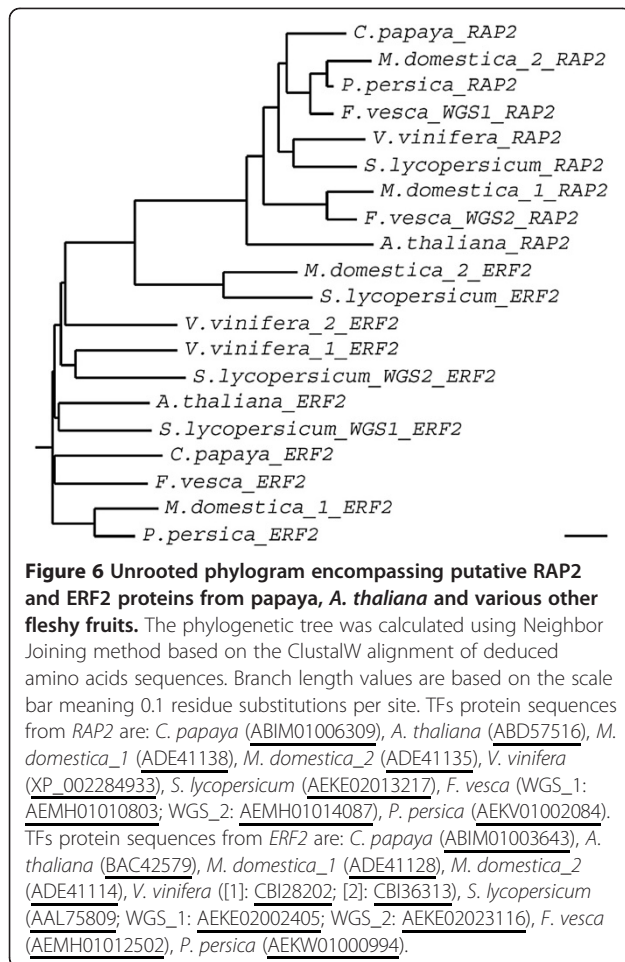 C.papaya_RAP2
M.domestica_2_RAP2
P.persica_RAP2
F.vesca_WGS1_RAP2
V.vinifera_RAP2
S.lycopersicum_RAP2
M.domestica_1_RAP2
F.vesca_WGS2_RAP2
A.thaliana_RAP2
M.domestica_2_ERF2
S.lycopersicum_ERF2
V.vinifera_2_ERF2
V.vinifera_1_ERF2
S.lycopersicum_WGS2_ERF2
A.thaliana_ERF2
S.lycopersicum_WGS1_ERF2
C.papaya_ERF2
F.vesca_ERF2
M.domestica_1_ERF2
P.persica_ERF2
Figure 6 Unrooted phylogram encompassing putative RAP2
and ERF2 proteins from papaya, A. thaliana and various other
fleshy fruits. The phylogenetic tree was calculated using Neighbor
Joining method based on the ClustalW alignment of deduced
amino acids sequences. Branch length values are based on the scale
bar meaning 0.1 residue substitutions per site. TFs protein sequences
from RAP2 are: C. papaya (ABIM01006309), A. thaliana (ABD57516), M.
domestica_1 (ADE41138), M. domestica_2 (ADE41135), V. vinifera
(XP_002284933), S. lycopersicum (AEKE02013217), F. vesca (WGS_1:
AEMH01010803; WGS_2: AEMH01014087), P. persica (AEKV01002084).
TFs protein sequences from ERF2 are: C. papaya (ABIM01003643), A.
thaliana (BAC42579), M. domestica_1 (ADE41128), M. domestica_2
(ADE41114), V. vinifera ([1]: CBI28202; [2]: CBI36313), S. lycopersicum
(AAL75809; WGS_1: AEKE02002405; WGS_2: AEKE02023116), F. vesca
(AEMH01012502), P. persica (AEKW01000994).